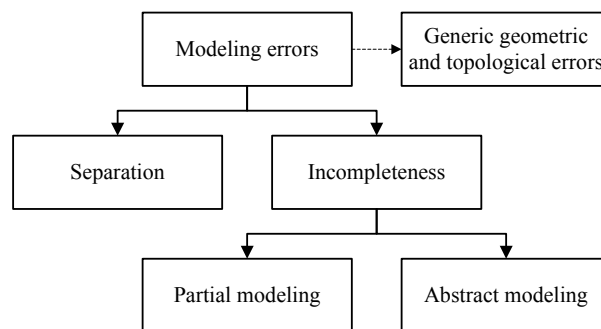 Modeling errors
Generic geometric
and topological errors
Separation
Incompleteness
Partial modeling
Abstract modeling